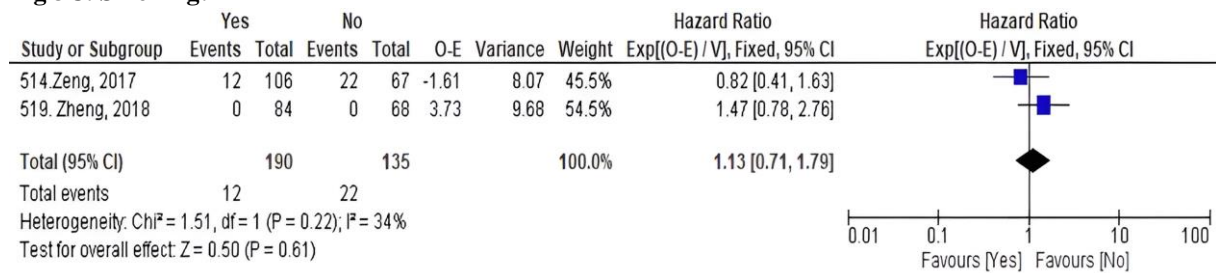 Yes No Hazard Ratio Hazard Ratio
Study or Subgroup Events Total Events Total O-E Variance Weight Exp[(O-E) / V], Fixed, 95% CI Exp[(O-E) / V], Fixed, 95% CI
514.Zeng, 2017 12 106 22 67 -1.61 8.07 45.5% 0.82 [0.41, 1.63]
519. Zheng, 2018 0 84 0 68 3.73 9.68 54.5% 1.47 [0.78, 2.76]
Total (95% CI) 190 135 100.0% 1.13 [0.71, 1.79]
Total events 12 22
Heterogeneity: Chi² = 1.51, df = 1 (P = 0.22); I² = 34%
Test for overall effect: Z = 0.50 (P = 0.61)
0.01 0.1 1 10 100
Favours [Yes] Favours [No]